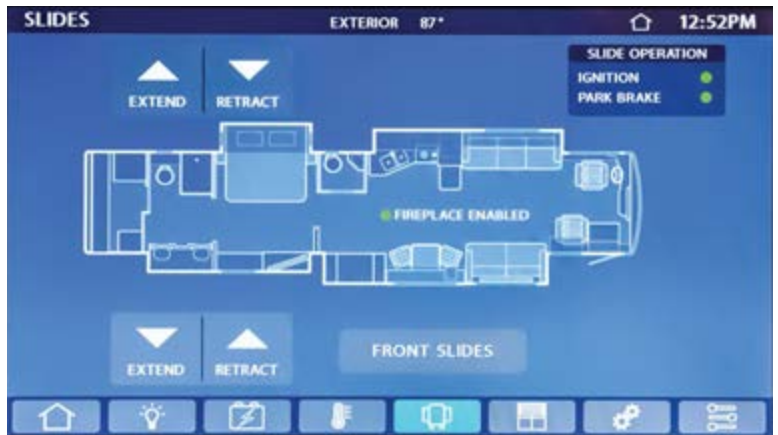 SLIDES EXTERIOR 87° 12:52PM
SLIDE OPERATION
IGNITION
PARK BRAKE
EXTEND RETRACT
FIREPLACE ENABLED
EXTEND RETRACT
FRONT SLIDES